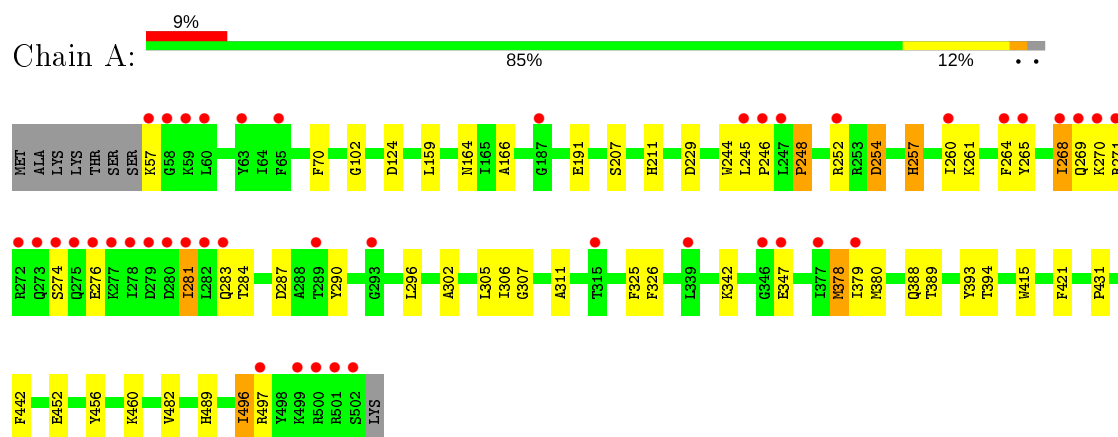 9%
Chain A:
85% 12% • •
MET ALA LYS LYS THR SER SER K57 G58 K59 L60 Y63 I64 F65 F70 G102 D124 L159 N164 I165 A166 G187 E191 S207 H211 D229 W244 L245 P246 L247 P248 R252 R253 D254 H257 I260 K261 F264 Y265 I268 Q269 K270 R271
R272 Q273 S274 Q275 E276 K277 I278 D279 D280 I281 L282 Q283 T284 D287 A288 T289 Y290 G293 L296 A302 L305 I306 G307 A311 T315 F325 F326 L339 K342 G346 E347 I377 M378 I379 M380 Q388 T389 Y393 T394 W415 F421 P431
F442 E452 Y456 K460 V482 H489 I496 R497 Y498 K499 R500 R501 S502 LYS